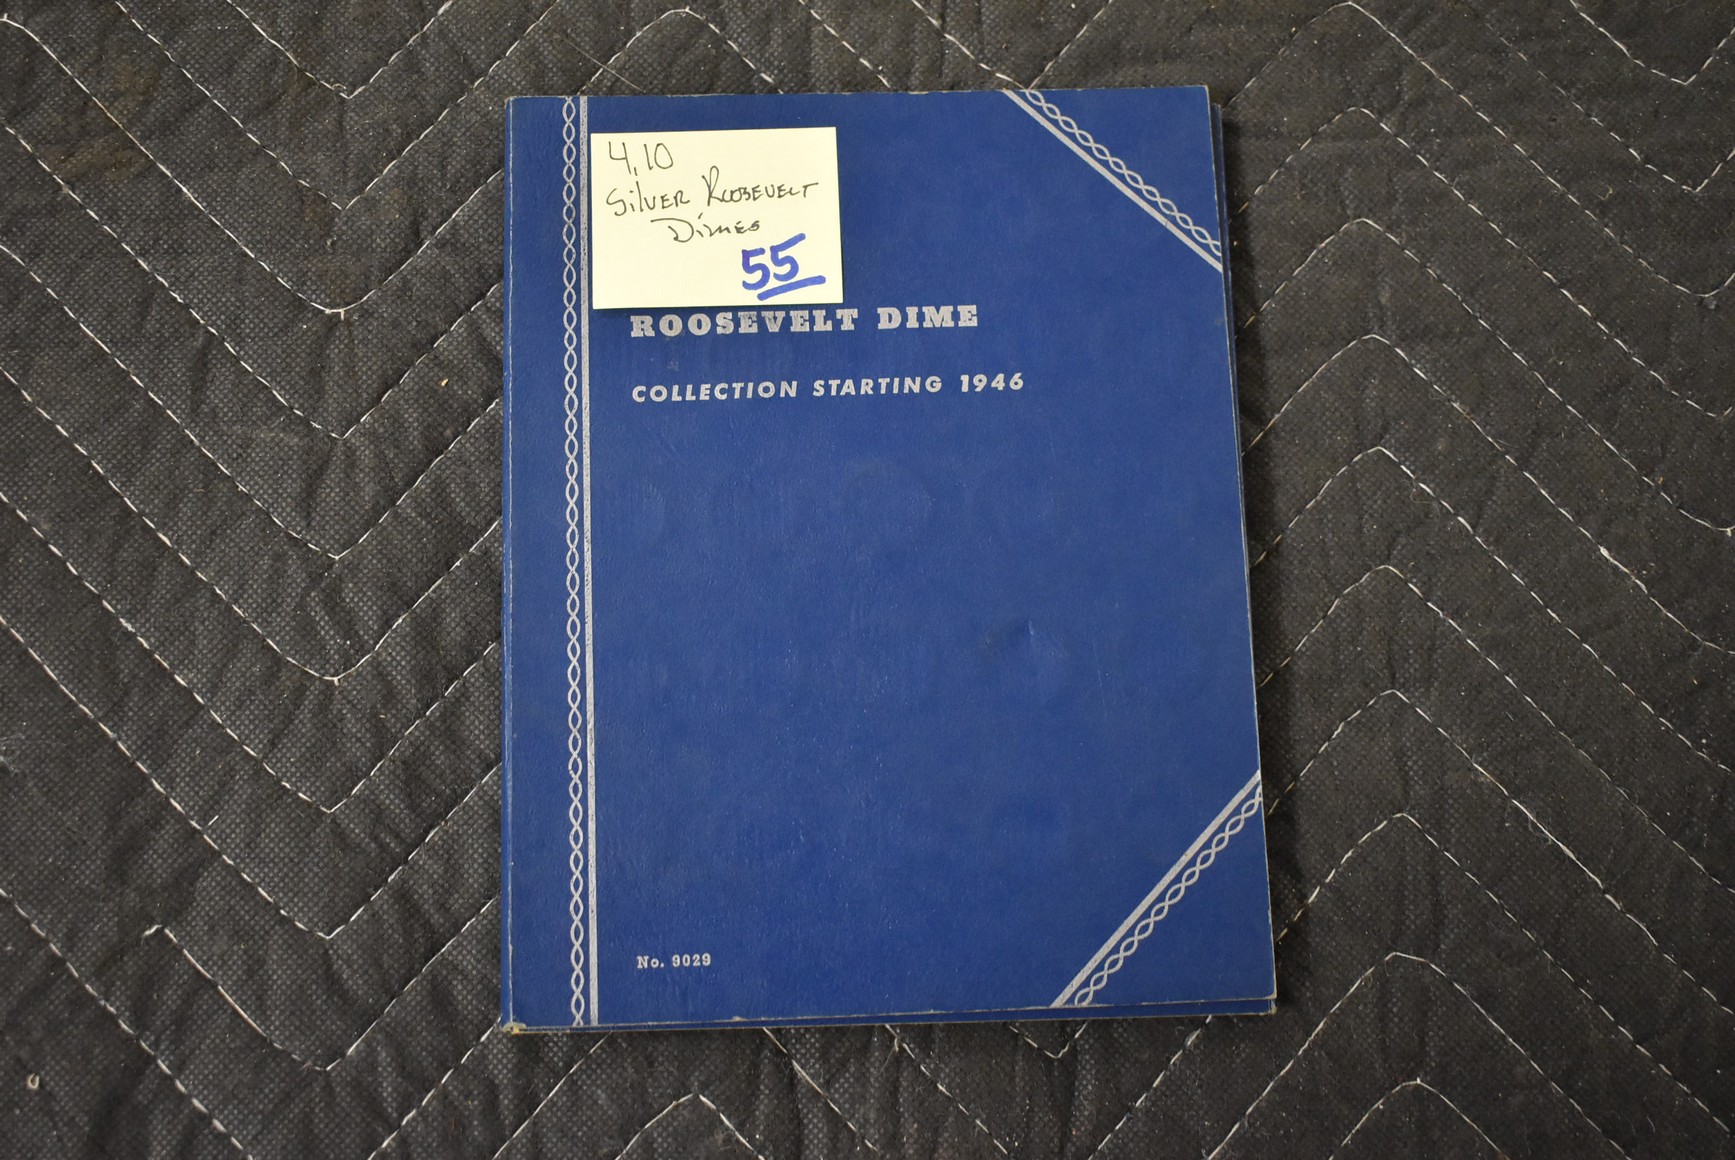 4.10
Silver Roosevelt
Dimes
55
ROOSEVELT DIME
COLLECTION STARTING 1946
No. 9029